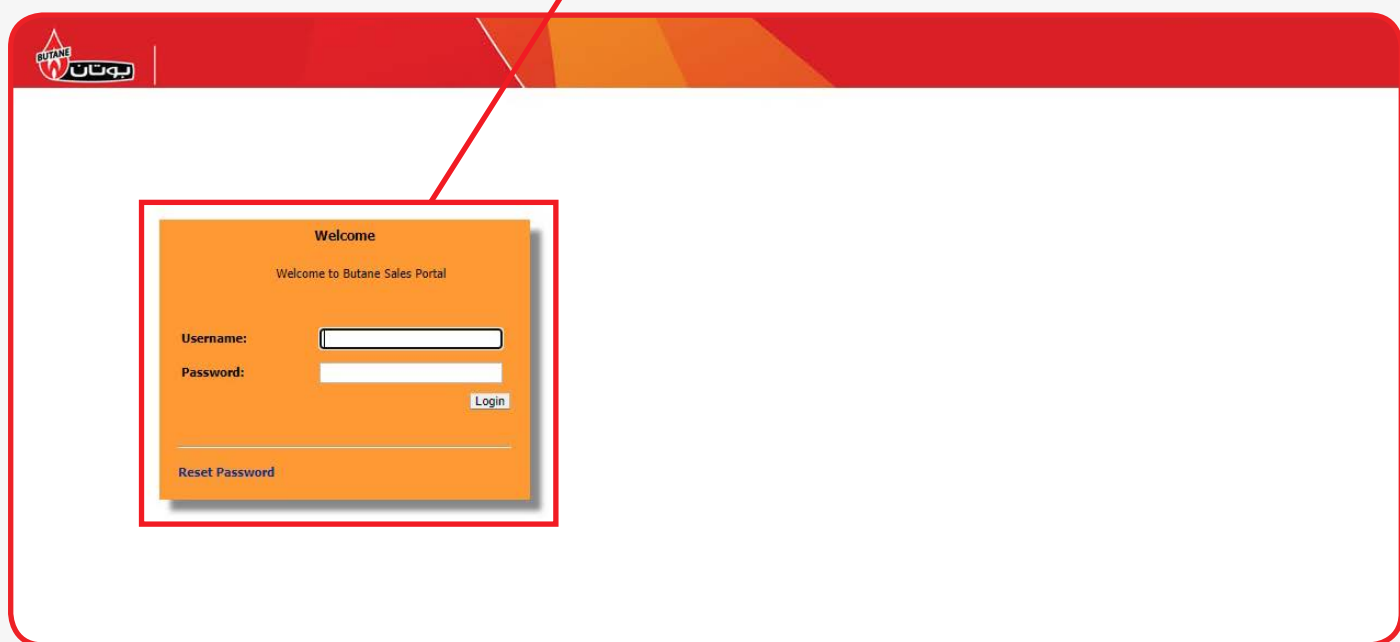 BUTANE
بوتان
Welcome
Welcome to Butane Sales Portal
Username:
Password:
Login
Reset Password